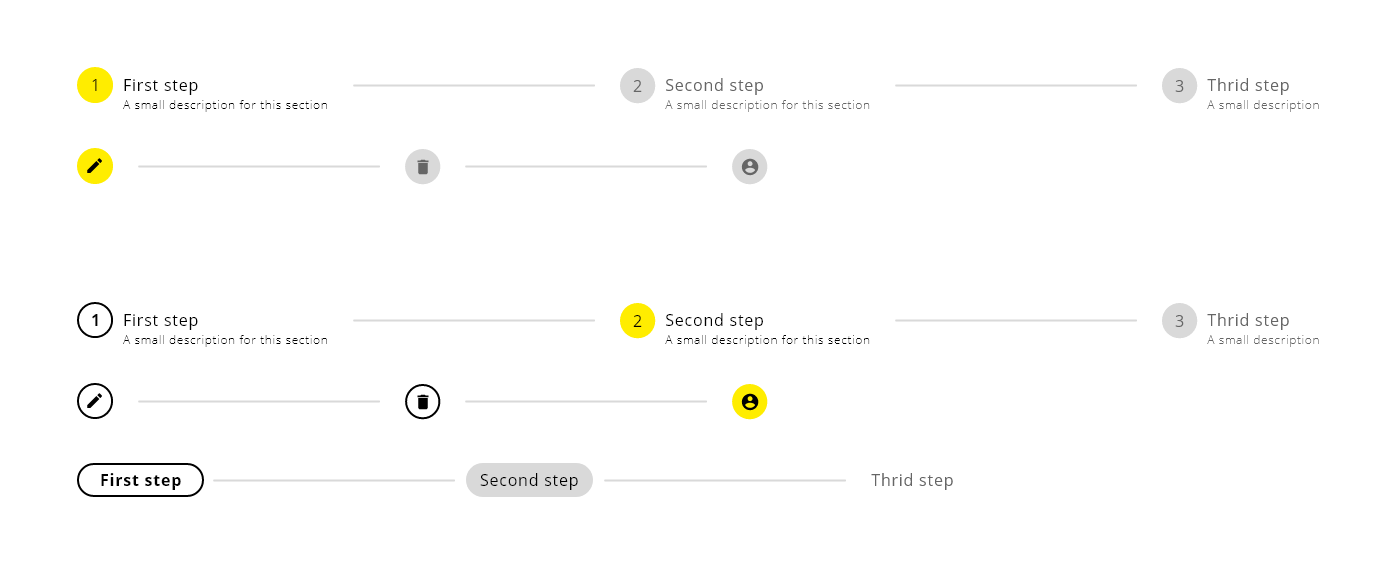 1 First step 2 Second step 3 Thrid step
A small description for this section A small description for this section A small description
1 First step 2 Second step 3 Thrid step
A small description for this section A small description for this section A small description
First step Second step Thrid step